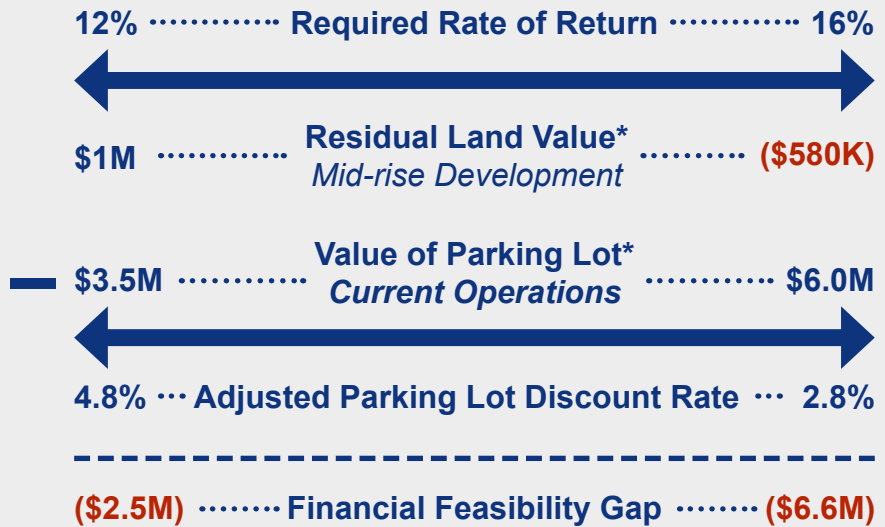 12% Required Rate of Return 16%
Residual Land Value*
$1M ($580K)
Mid-rise Development
Value of Parking Lot*
$3.5M $6.0M
Current Operations
4.8% Adjusted Parking Lot Discount Rate 2.8%
($2.5M) Financial Feasibility Gap ($6.6M)